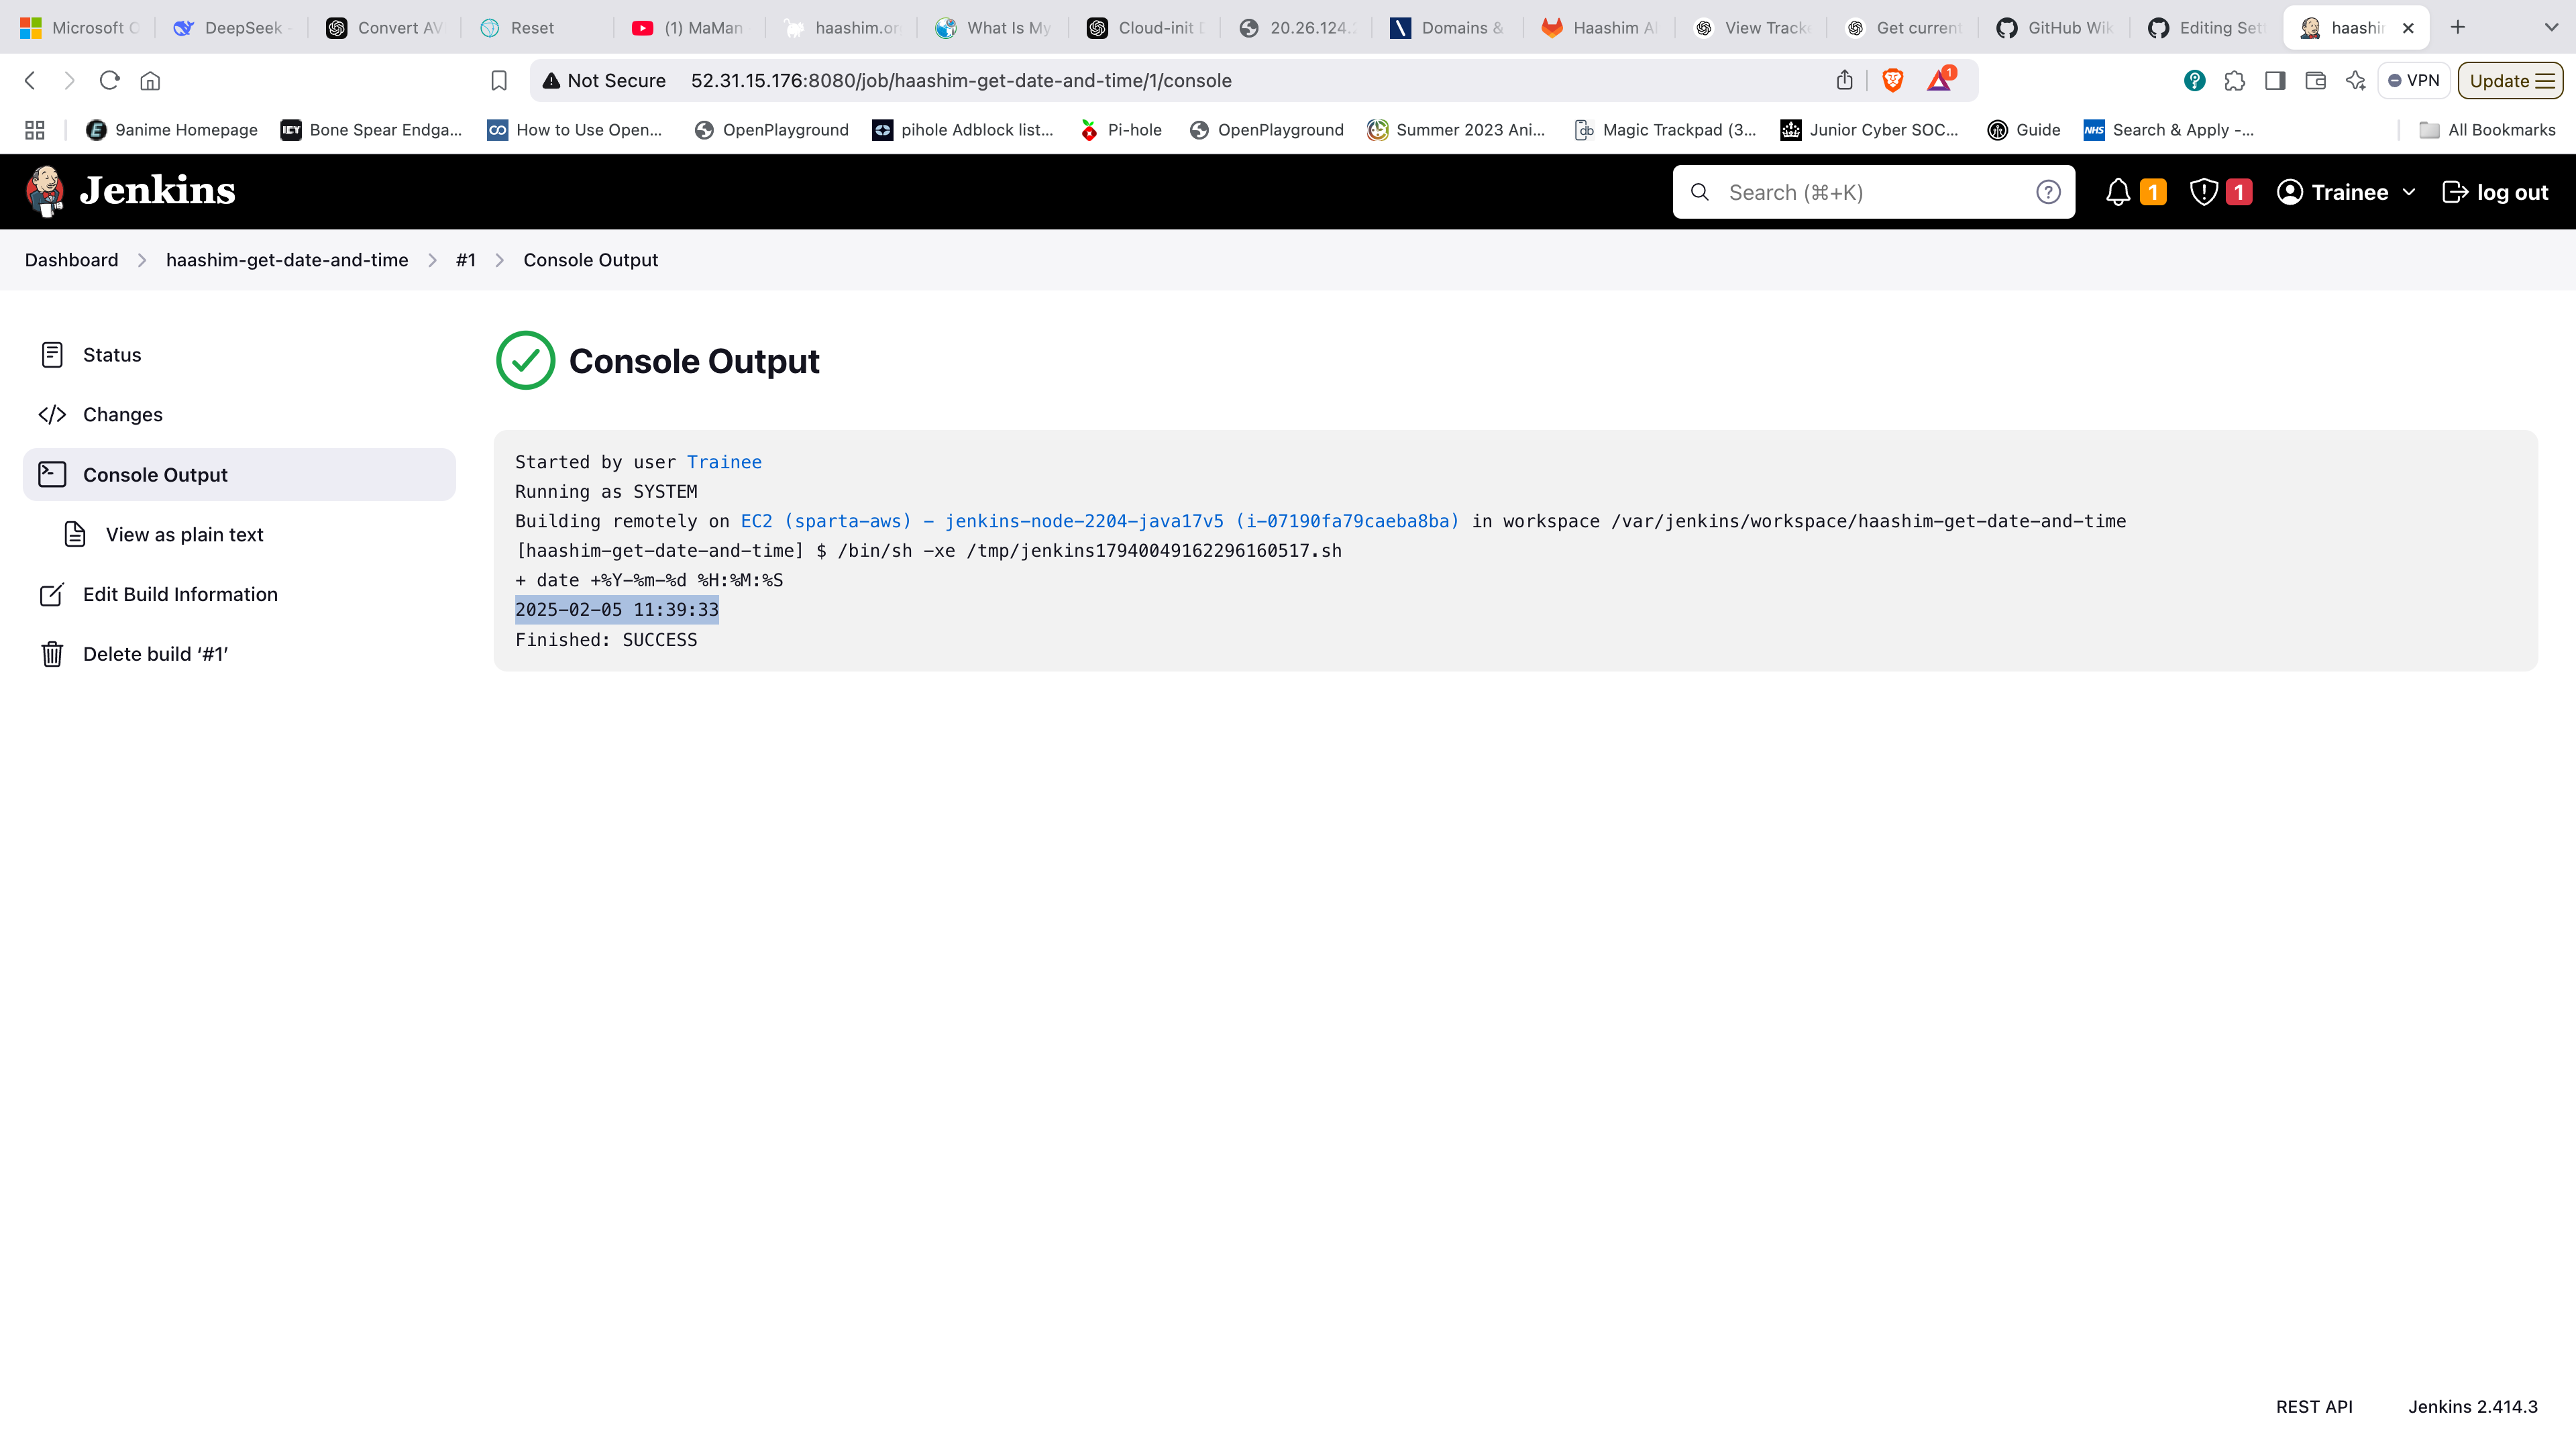 Microsoft O
DeepSeek -
Convert AV
Reset
(1) MaMan
haashim.or
What Is My
Cloud-init
20.26.124.
Domains &
Haashim Al
View Track
Get current
GitHub Wik
Editing Set
haashin
Not Secure 52.31.15.176:8080/job/haashim-get-date-and-time/1/console
1
VPN
Update
9anime Homepage
ICY Bone Spear Endga...
How to Use Open...
OpenPlayground
pihole Adblock list...
Pi-hole
OpenPlayground
Summer 2023 Ani...
Magic Trackpad (3...
Junior Cyber SOC...
Guide
NHS Search & Apply -...
All Bookmarks
Jenkins
Search (⌘+K)
1
1
Trainee
log out
Dashboard > haashim-get-date-and-time > #1 > Console Output
Status
Changes
Console Output
View as plain text
Edit Build Information
Delete build ‘#1’
Console Output
Started by user Trainee
Running as SYSTEM
Building remotely on EC2 (sparta-aws) - jenkins-node-2204-java17v5 (i-07190fa79caeba8ba) in workspace /var/jenkins/workspace/haashim-get-date-and-time
[haashim-get-date-and-time] $ /bin/sh -xe /tmp/jenkins17940049162296160517.sh
+ date +%Y-%m-%d %H:%M:%S
2025-02-05 11:39:33
Finished: SUCCESS
REST API
Jenkins 2.414.3